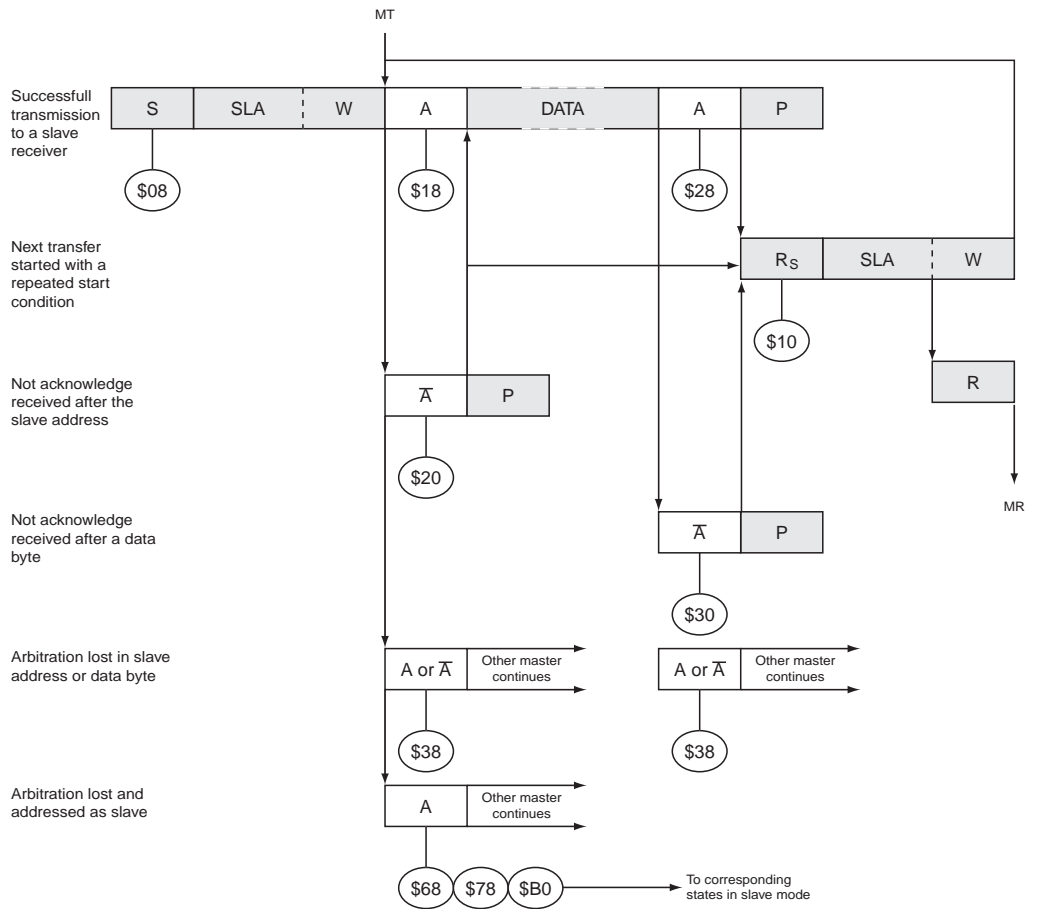 MT
Successfull
transmission
to a slave
receiver
S SLA W A DATA A P
$08 $18 $28
Next transfer
started with a
repeated start
condition
RS SLA W
$10
Not acknowledge
received after the
slave address
A̅ P
R
$20
MR
Not acknowledge
received after a data
byte
A̅ P
$30
Arbitration lost in slave
address or data byte
A or A̅ Other master
continues
A or A̅ Other master
continues
$38 $38
Arbitration lost and
addressed as slave
A Other master
continues
$68 $78 $B0
To corresponding
states in slave mode